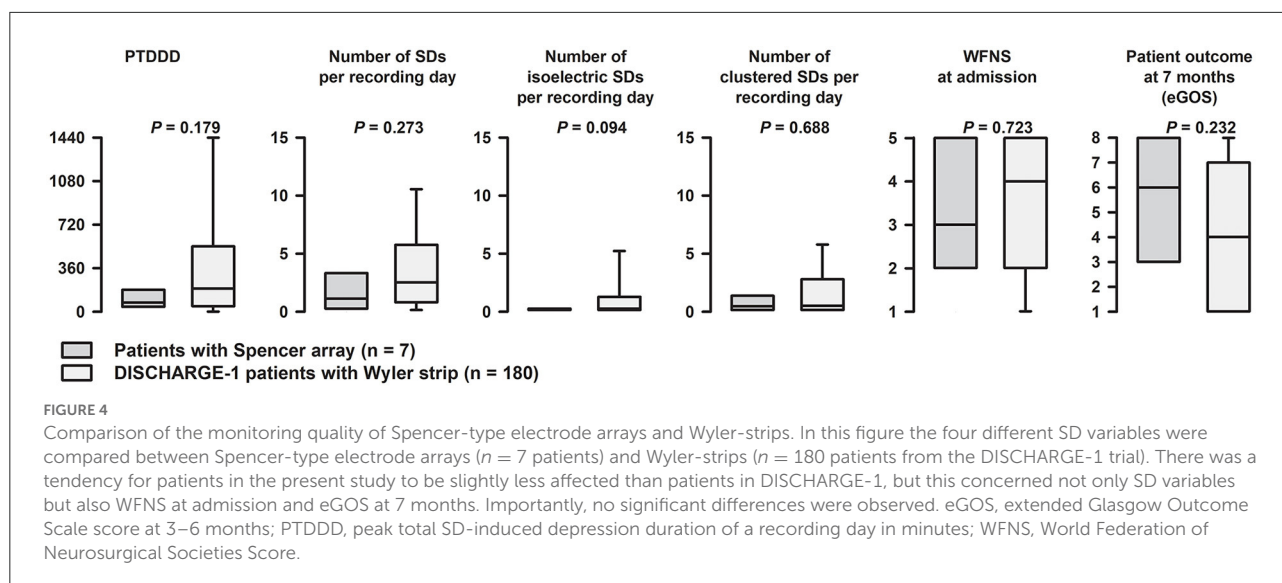 PTDDD
Number of SDs
per recording day
Number of
isoelectric SDs
per recording day
Number of
clustered SDs per
recording day
WFNS
at admission
Patient outcome
at 7 months
(eGOS)
P = 0.179
P = 0.273
P = 0.094
P = 0.688
P = 0.723
P = 0.232
1440
1080
720
360
0
15
10
5
0
15
10
5
0
15
10
5
0
5
4
3
2
1
8
7
6
5
4
3
2
1
Patients with Spencer array (n = 7)
DISCHARGE-1 patients with Wyler strip (n = 180)
FIGURE 4
Comparison of the monitoring quality of Spencer-type electrode arrays and Wyler-strips. In this figure the four different SD variables were
compared between Spencer-type electrode arrays (n = 7 patients) and Wyler-strips (n = 180 patients from the DISCHARGE-1 trial). There was a
tendency for patients in the present study to be slightly less affected than patients in DISCHARGE-1, but this concerned not only SD variables
but also WFNS at admission and eGOS at 7 months. Importantly, no significant differences were observed. eGOS, extended Glasgow Outcome
Scale score at 3–6 months; PTDDD, peak total SD-induced depression duration of a recording day in minutes; WFNS, World Federation of
Neurosurgical Societies Score.